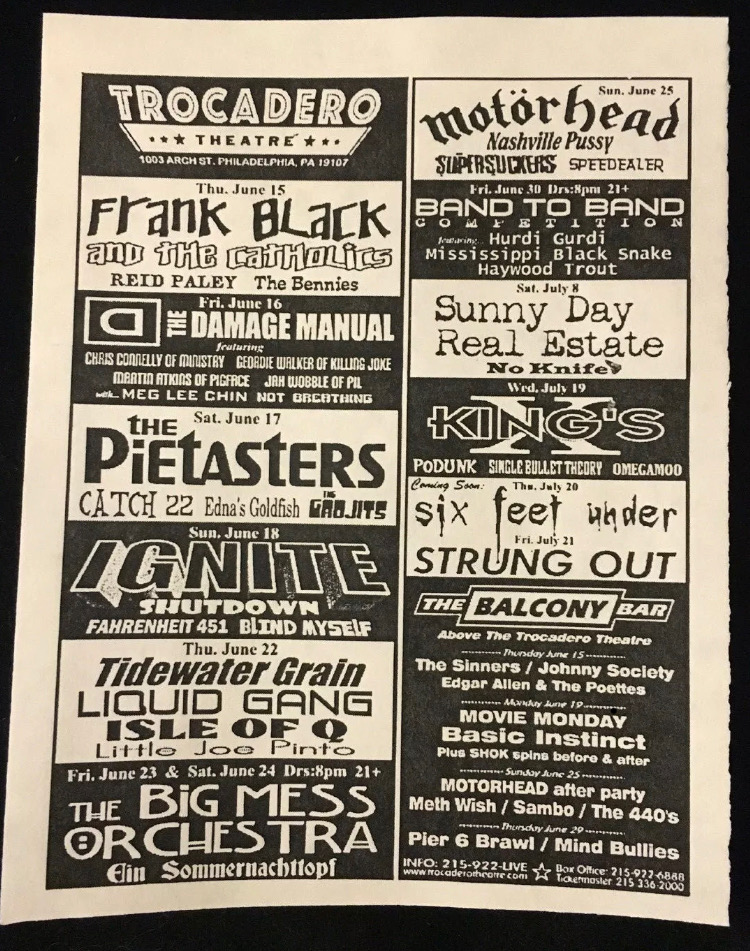 TROCADERO
THEATRE
1003 ARCH ST. PHILADELPHIA, PA 19107
Thu. June 15
Frank Black
and the Catholics
REID PALEY The Bennies
Fri. June 16
THE DAMAGE MANUAL
featuring
CHRIS CONNELLY OF MINISTRY GEORDIE WALKER OF KILLING JOKE
MARTIN ATKINS OF PIGFACE JAH WOBBLE OF PIL
with... MEG LEE CHIN NOT BREATHING
Sat. June 17
THE
PiETASTERS
CATCH 22 Edna's Goldfish THE GADJITS
Sun. June 18
IGNITE
SHUTDOWN
FAHRENHEIT 451 BLIND MYSELF
Thu. June 22
Tidewater Grain
LIQUID GANG
ISLE OF Q
Little Joe Pinto
Fri. June 23 & Sat. June 24 Drs:8pm 21+
THE BiG MESS
ORCHESTRA
Ein Sommernachttopf
Sun. June 25
motörhead
Nashville Pussy
SUPERSUCKERS SPEEDEALER
Fri. June 30 Drs:8pm 21+
BAND TO BAND
COMPETITION
featuring... Hurdi Gurdi
Mississippi Black Snake
Haywood Trout
Sat. July 8
Sunny Day
Real Estate
No Knife
Wed. July 19
KING'S X
PODUNK SINGLE BULLET THEORY OMEGAMOO
Coming Soon: Thu. July 20
six feet under
Fri. July 21
STRUNG OUT
THE BALCONY BAR
Above The Trocadero Theatre
Thursday June 15
The Sinners / Johnny Society
Edgar Allen & The Poettes
Monday June 19
MOVIE MONDAY
Basic Instinct
Plus SHOK spins before & after
Sunday June 25
MOTORHEAD after party
Meth Wish / Sambo / The 440's
Thursday June 29
Pier 6 Brawl / Mind Bullies
INFO: 215-922-LIVE Box Office: 215-922-6888
www.trocaderotheatre.com Ticketmaster 215 336-2000